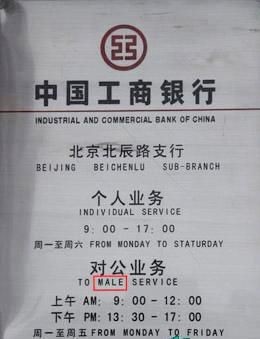 中国工商银行
INDUSTRIAL AND COMMERCIAL BANK OF CHINA
北京北辰路支行
BEIJING BEICHENLU SUB-BRANCH
个人业务
INDIVIDUAL SERVICE
9:00 - 17:00
周一至周六 FROM MONDAY TO STATURDAY
对公业务
TO MALE SERVICE
上午 AM: 9:00 - 12:00
下午 PM: 13:30 - 17:00
周一至周五 FROM MONDAY TO FRIDAY